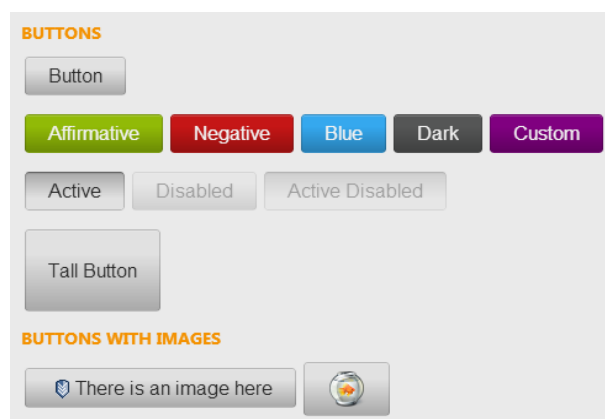 BUTTONS
Button
Affirmative Negative Blue Dark Custom
Active Disabled Active Disabled
Tall Button
BUTTONS WITH IMAGES
There is an image here